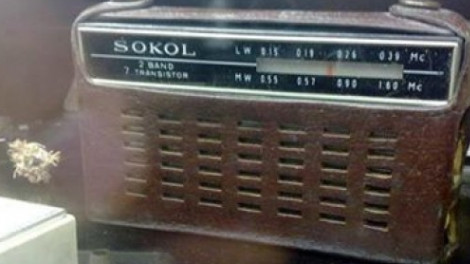 SOKOL
2 BAND
7 TRANSISTOR
LW 0.15 0.19 0.26 0.39 Mc
MW 0.55 0.57 0.90 1.60 Mc